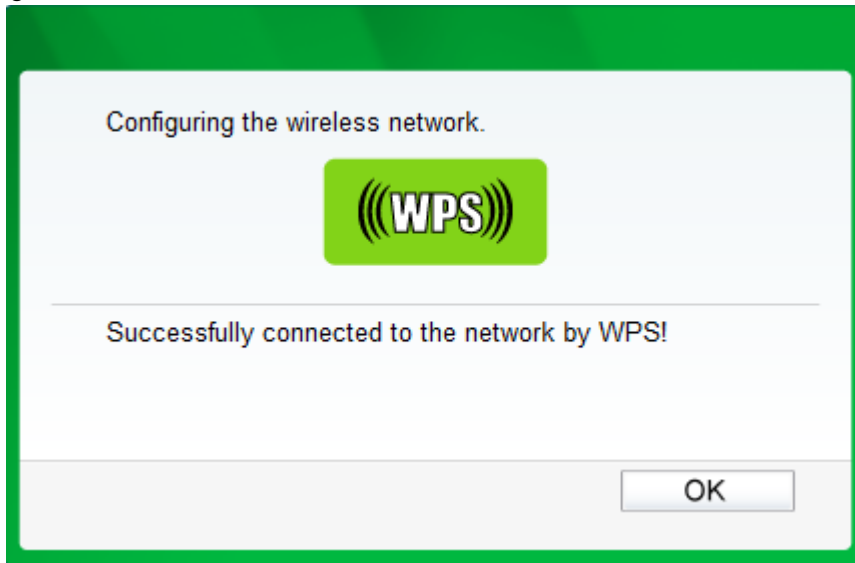 Configuring the wireless network.
(((WPS)))
Successfully connected to the network by WPS!
OK